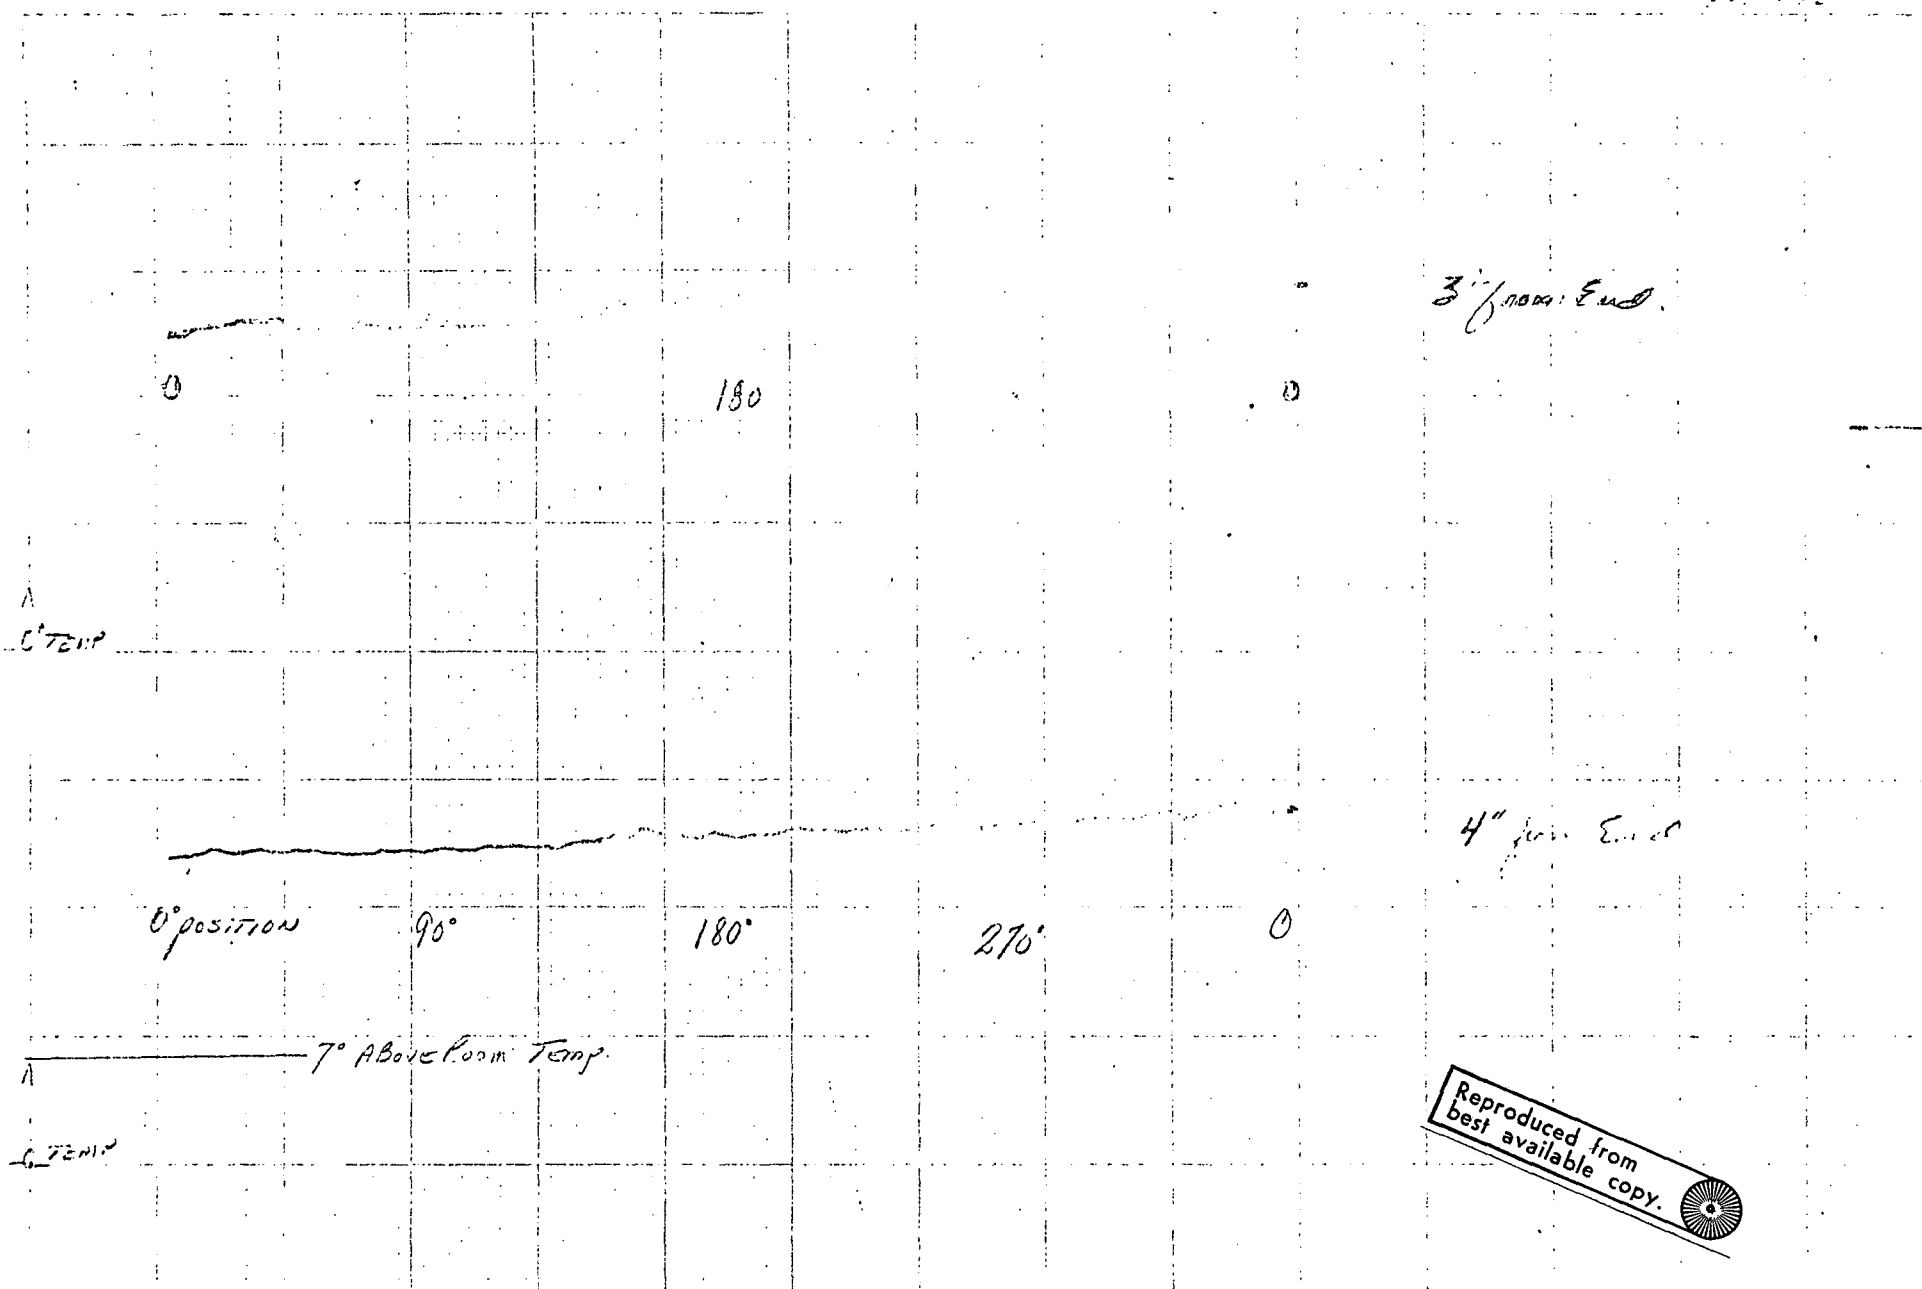 3" from End.
0 180 0
TEMP
4" from End
0° POSITION 90° 180° 270° 0
7° ABOVE Room Temp.
TEMP
Reproduced from
best available copy.